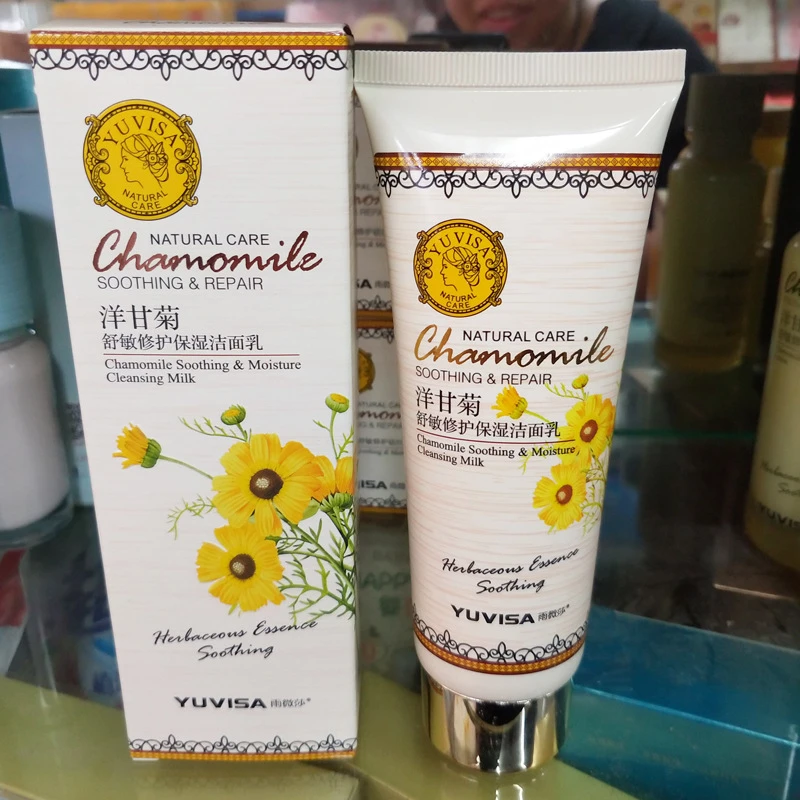 YUVISA
NATURAL
CARE
NATURAL CARE
Chamomile
SOOTHING & REPAIR
洋甘菊
舒敏修护保湿洁面乳
Chamomile Soothing & Moisture
Cleansing Milk
Herbaceous Essence
Soothing
YUVISA 雨微莎®
YUVISA
NATURAL
CARE
NATURAL CARE
Chamomile
SOOTHING & REPAIR
洋甘菊
舒敏修护保湿洁面乳
Chamomile Soothing & Moisture
Cleansing Milk
Herbaceous Essence
Soothing
YUVISA 雨微莎®